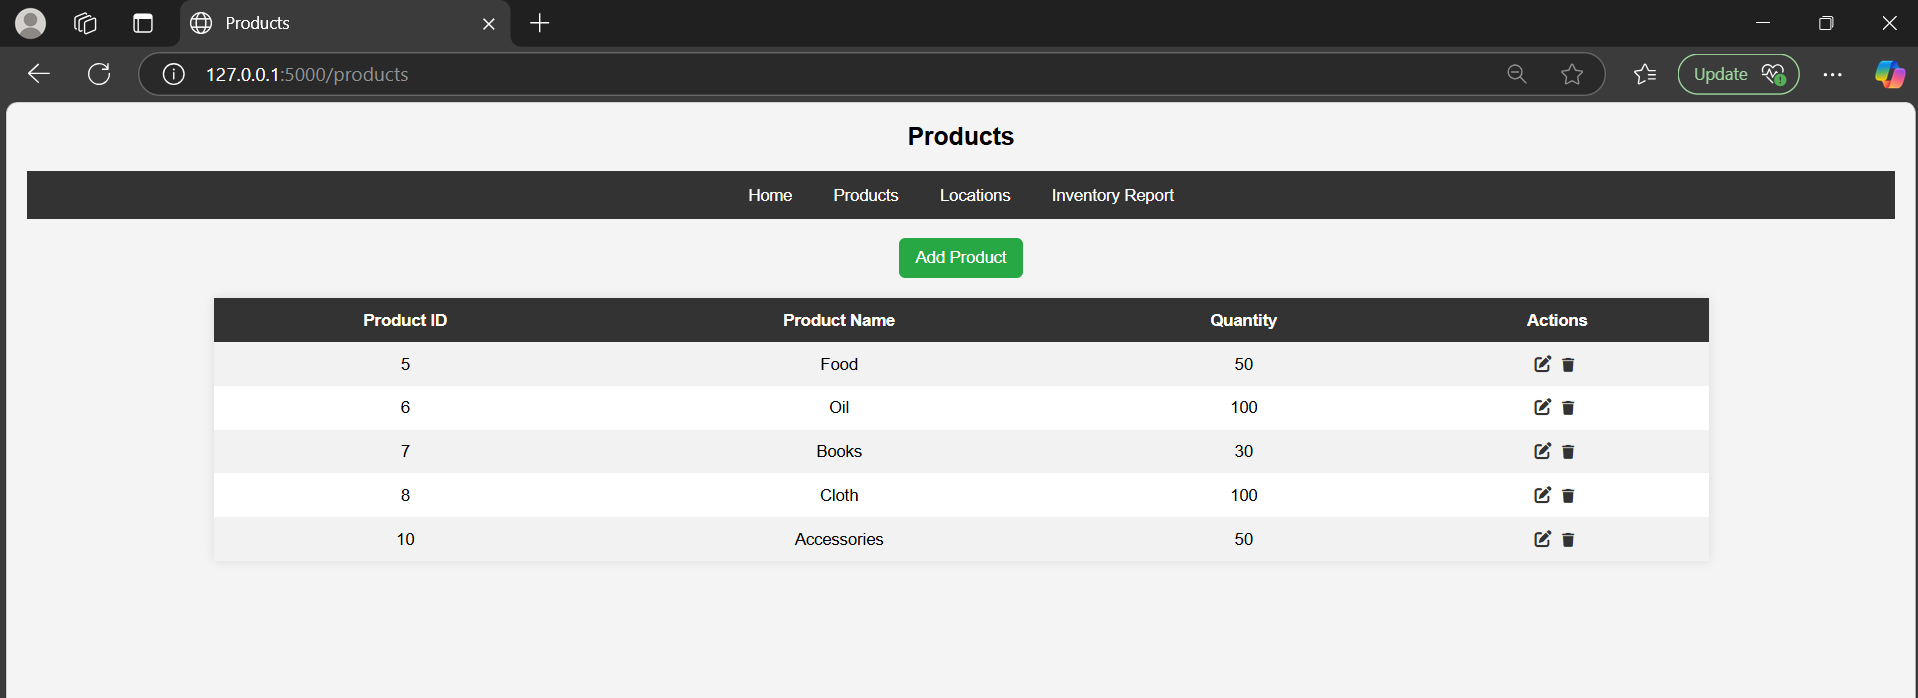 Products
127.0.0.1:5000/products
Update
Products
Home Products Locations Inventory Report
Add Product
Product ID Product Name Quantity Actions
5 Food 50
6 Oil 100
7 Books 30
8 Cloth 100
10 Accessories 50